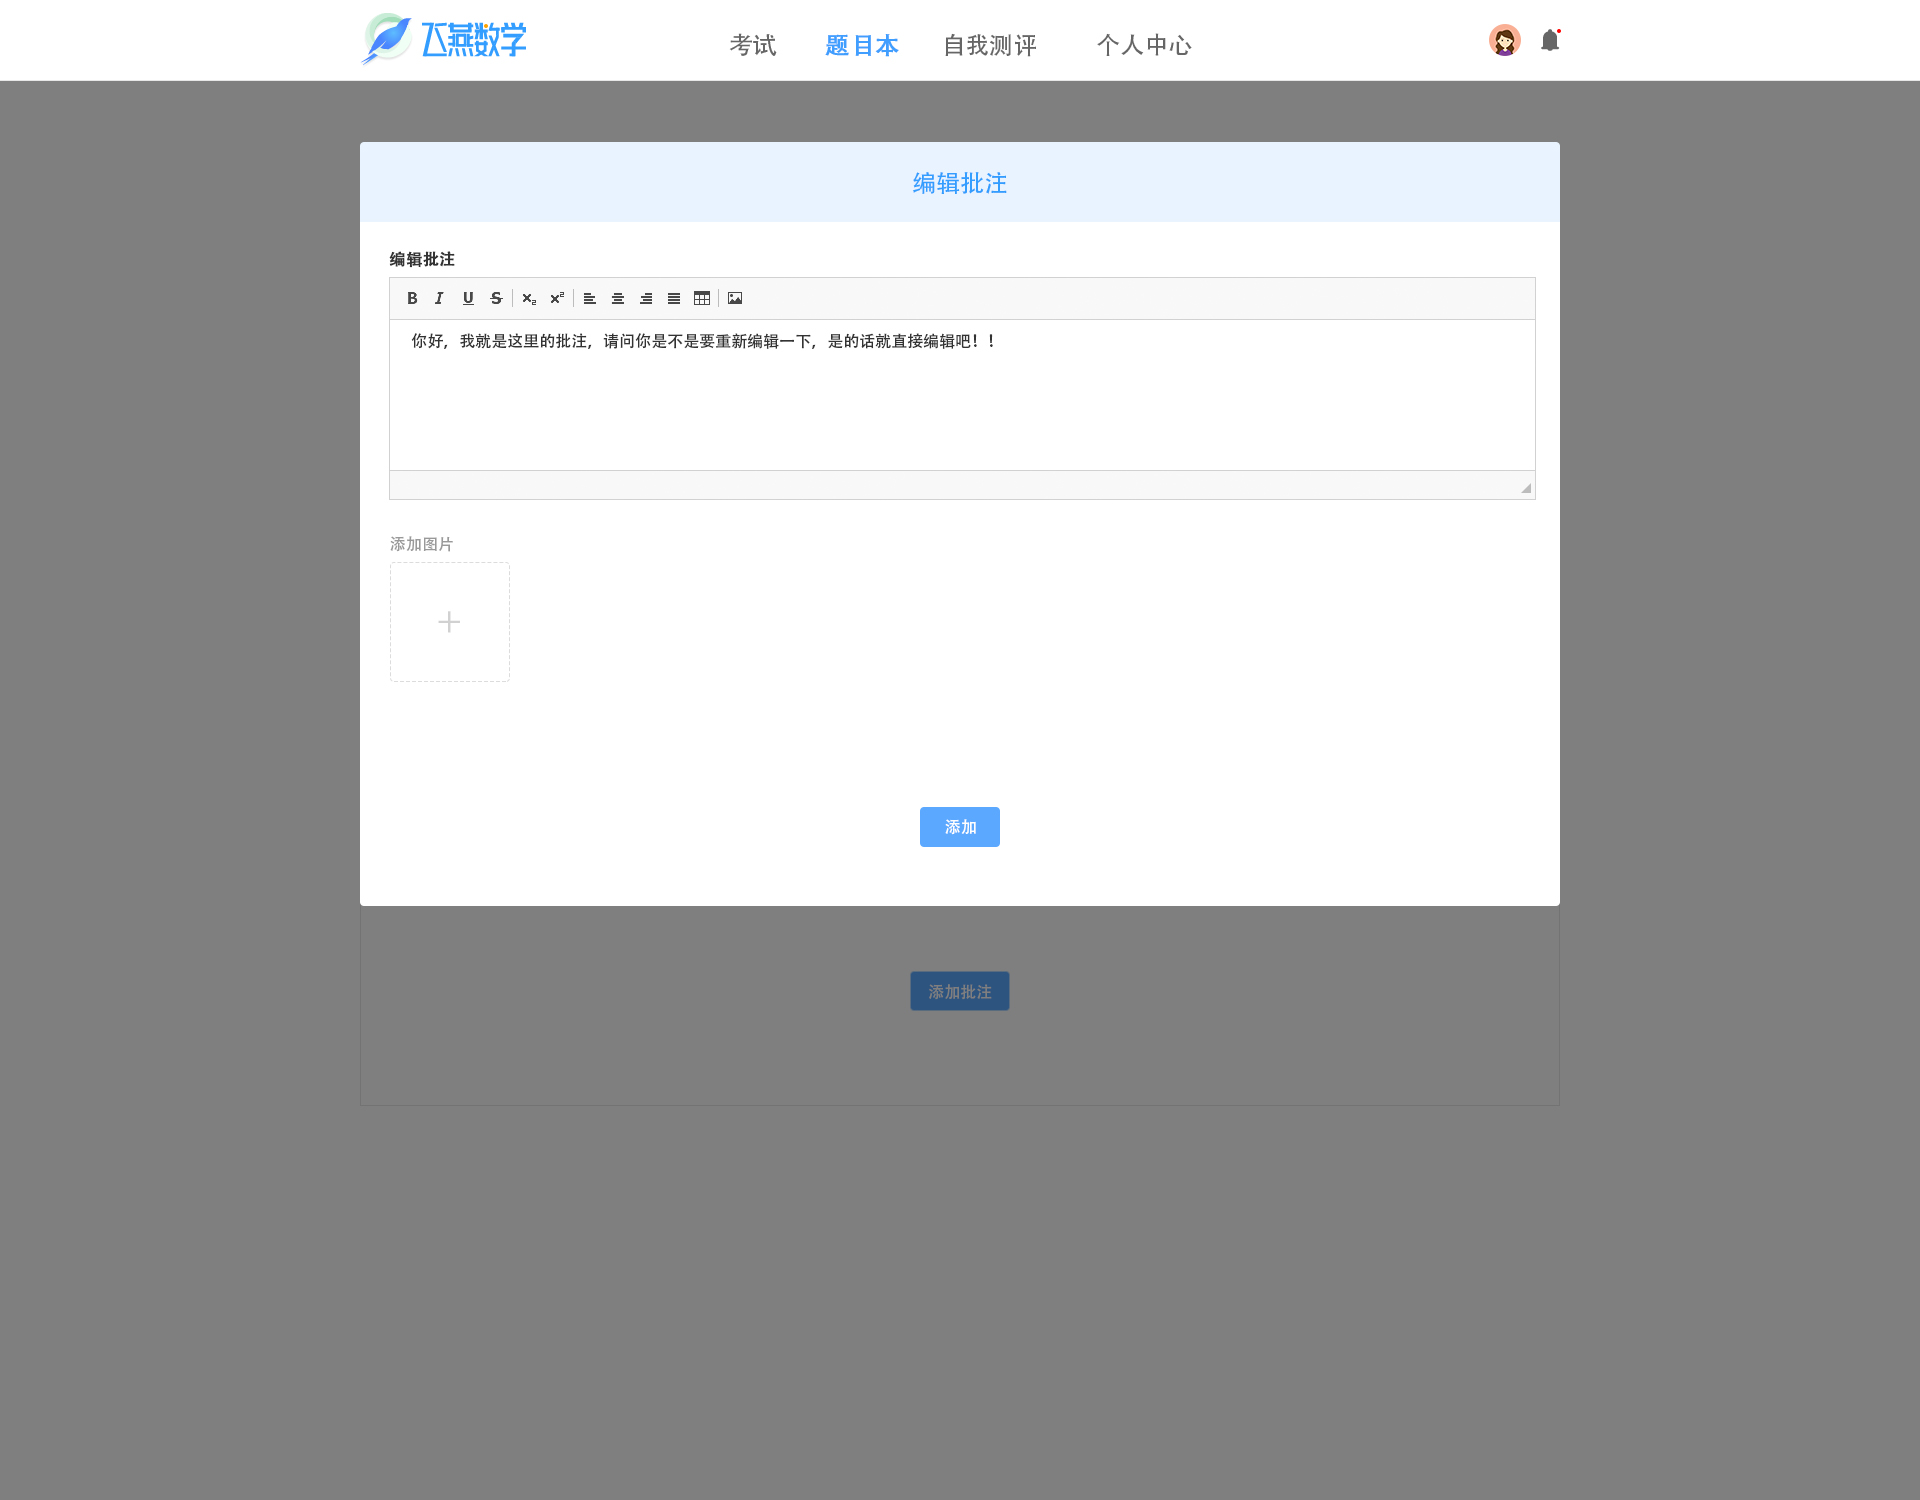 飞燕数学
考试 题目本 自我测评 个人中心
编辑批注
编辑批注
B I U S ×₂ ×²
你好，我就是这里的批注，请问你是不是要重新编辑一下，是的话就直接编辑吧！！
添加图片
添加
添加批注